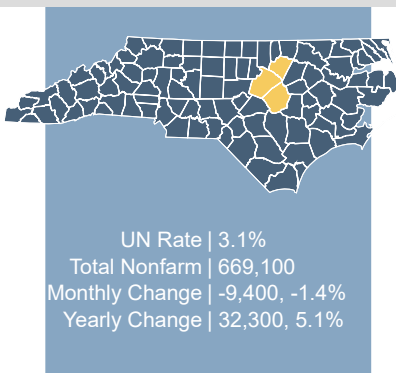 UN Rate | 3.1%
Total Nonfarm | 669,100
Monthly Change | -9,400, -1.4%
Yearly Change | 32,300, 5.1%